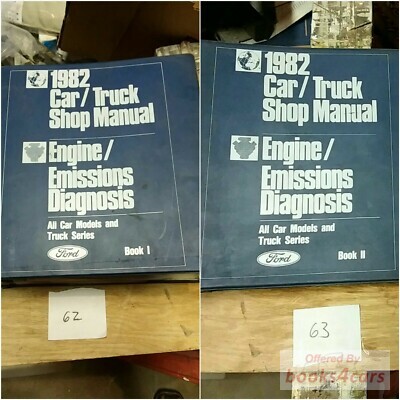 1982
Car/Truck
Shop Manual
Engine/
Emissions
Diagnosis
All Car Models and
Truck Series
Ford
Book I
62
1982
Car/Truck
Shop Manual
Engine/
Emissions
Diagnosis
All Car Models and
Truck Series
Ford
Book II
63
Offered By
books4cars